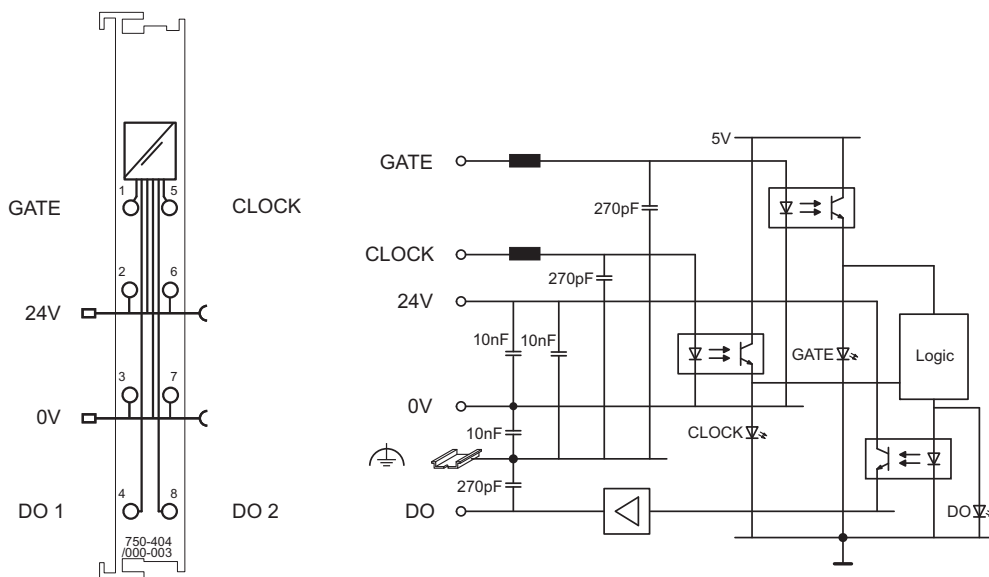 1
5
GATE
CLOCK
2
6
24V
3
7
0V
4
8
DO 1
DO 2
750-404
/000-003
5V
GATE
270pF
CLOCK
270pF
24V
10nF
10nF
GATE
Logic
0V
10nF
CLOCK
270pF
DO
DO